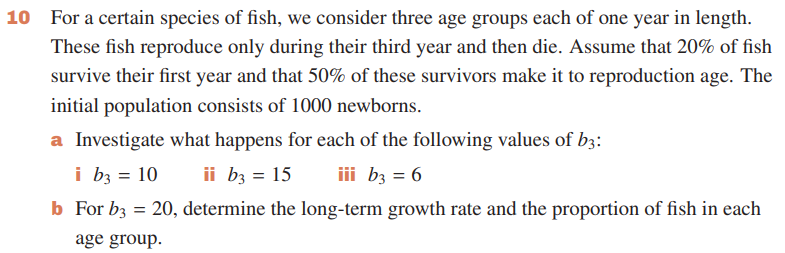 10 For a certain species of fish, we consider three age groups each of one year in length.
These fish reproduce only during their third year and then die. Assume that 20% of fish
survive their first year and that 50% of these survivors make it to reproduction age. The
initial population consists of 1000 newborns.
a Investigate what happens for each of the following values of b₃:
i b₃ = 10 ii b₃ = 15 iii b₃ = 6
b For b₃ = 20, determine the long-term growth rate and the proportion of fish in each
age group.